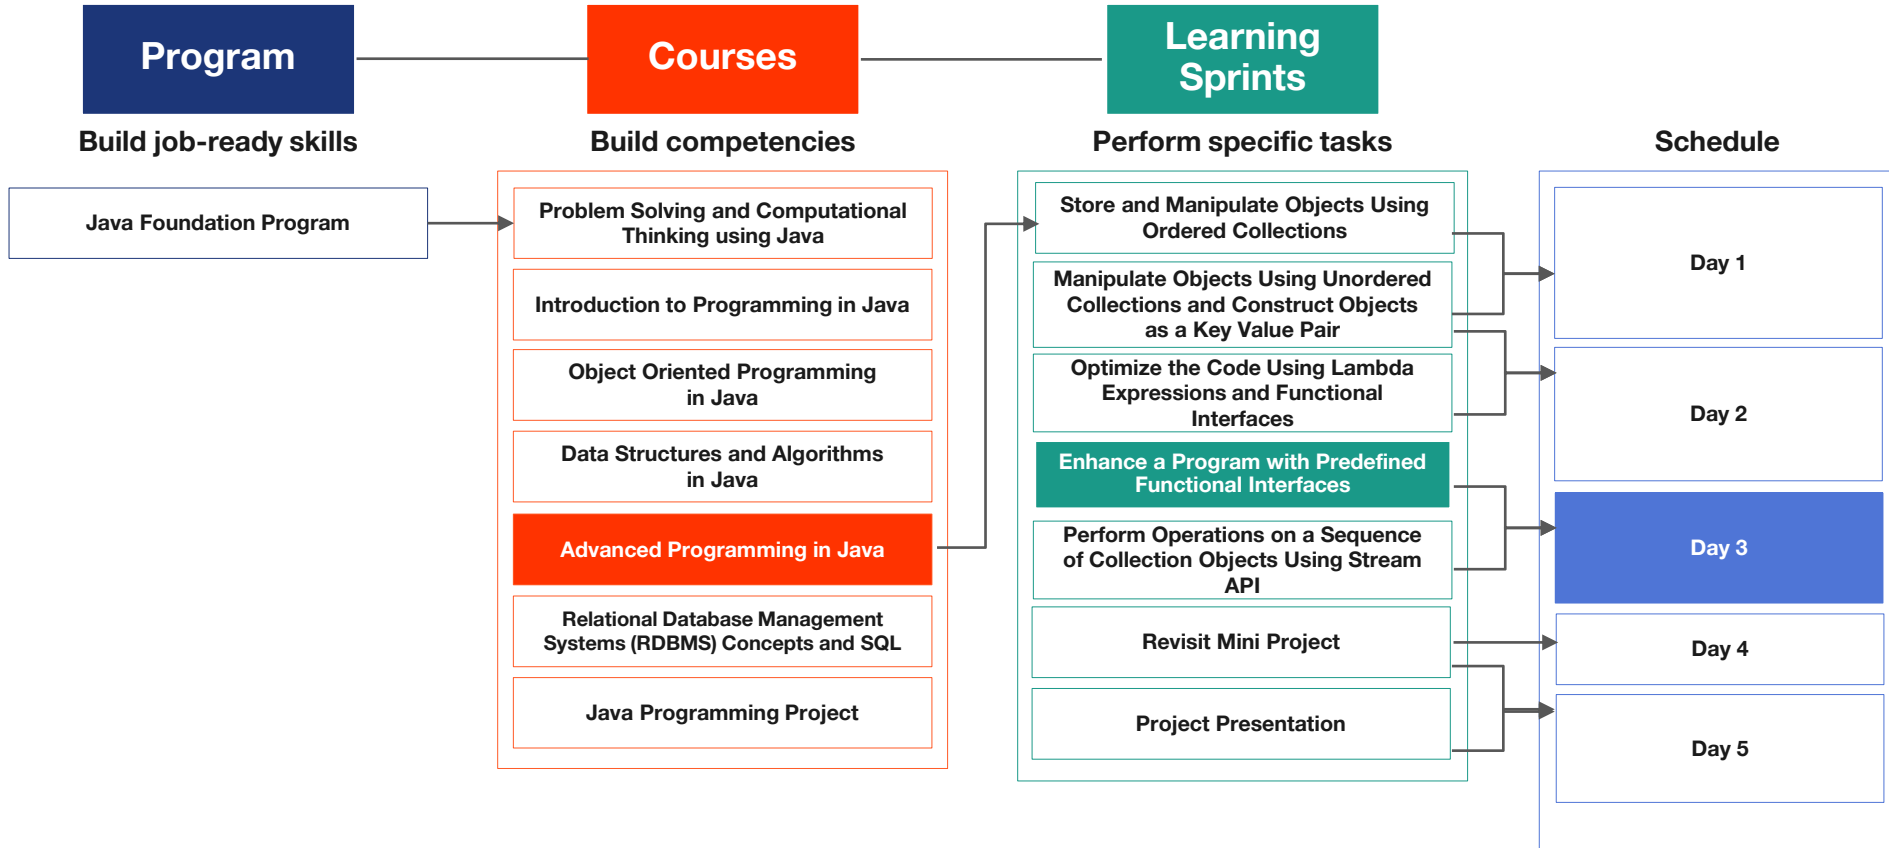 Program
Courses
Learning
Sprints
Build job-ready skills
Build competencies
Perform specific tasks
Schedule
Java Foundation Program
Problem Solving and Computational
Thinking using Java
Introduction to Programming in Java
Object Oriented Programming
in Java
Data Structures and Algorithms
in Java
Advanced Programming in Java
Relational Database Management
Systems (RDBMS) Concepts and SQL
Java Programming Project
Store and Manipulate Objects Using
Ordered Collections
Manipulate Objects Using Unordered
Collections and Construct Objects
as a Key Value Pair
Optimize the Code Using Lambda
Expressions and Functional
Interfaces
Enhance a Program with Predefined
Functional Interfaces
Perform Operations on a Sequence
of Collection Objects Using Stream
API
Revisit Mini Project
Project Presentation
Day 1
Day 2
Day 3
Day 4
Day 5